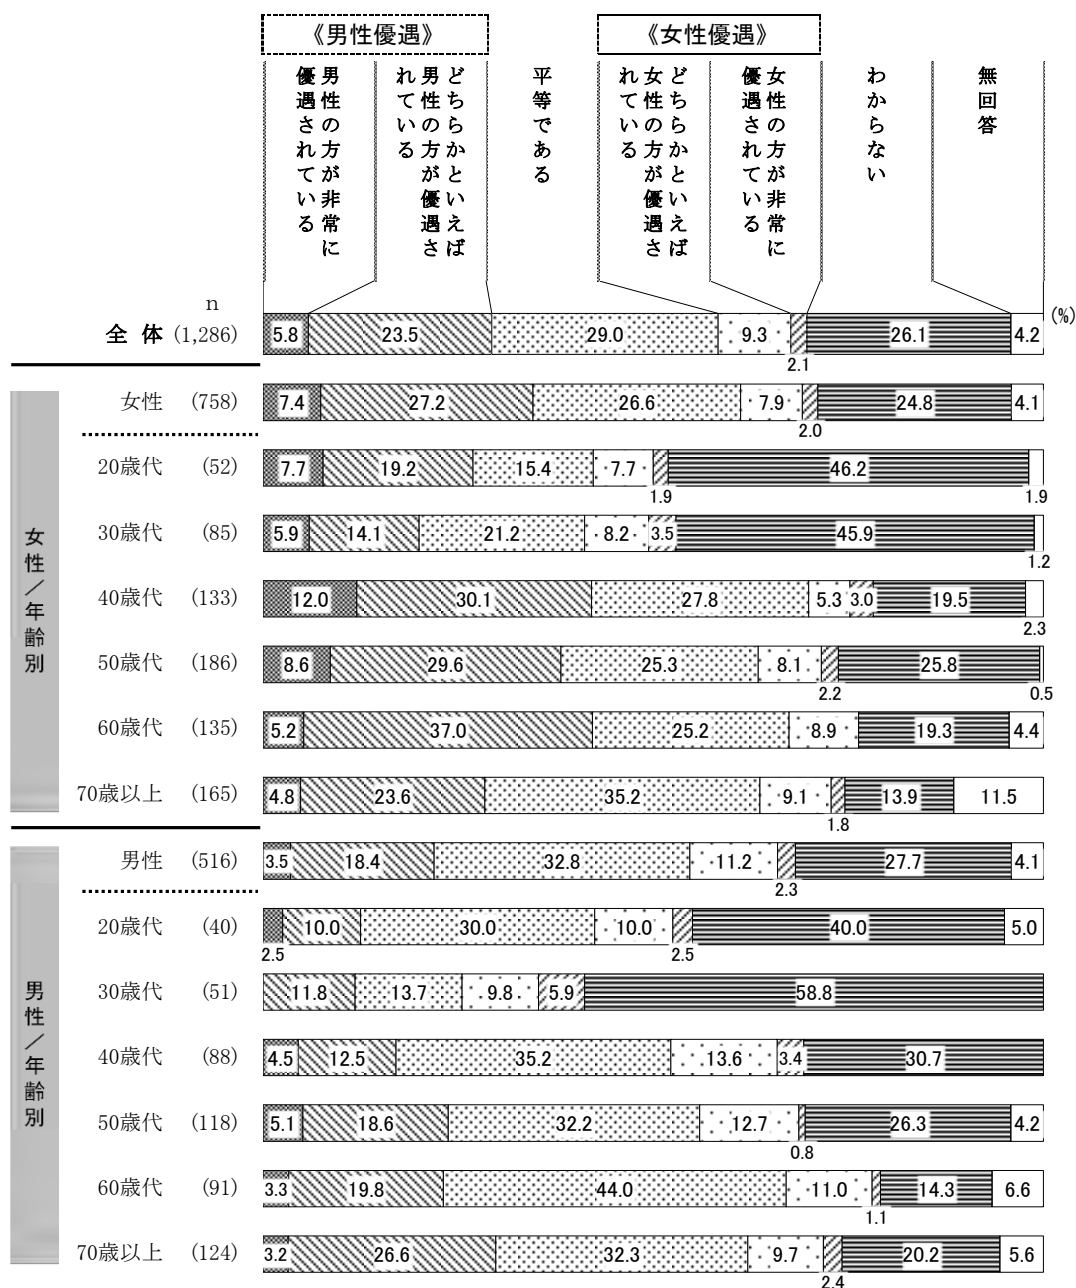 《男性優遇》
《女性優遇》
男性の方が非常に
優遇されている
どちらかといえば
男性の方が優遇さ
れている
平等である
どちらかといえば
女性の方が優遇さ
れている
女性の方が非常に
優遇されている
わからない
無回答
n
(%)
全 体 (1,286) 5.8 23.5 29.0 9.3 2.1 26.1 4.2
女性 (758) 7.4 27.2 26.6 7.9 2.0 24.8 4.1
女性／年齢別
20歳代 (52) 7.7 19.2 15.4 7.7 1.9 46.2 1.9
30歳代 (85) 5.9 14.1 21.2 8.2 3.5 45.9 1.2
40歳代 (133) 12.0 30.1 27.8 5.3 3.0 19.5 2.3
50歳代 (186) 8.6 29.6 25.3 8.1 2.2 25.8 0.5
60歳代 (135) 5.2 37.0 25.2 8.9 19.3 4.4
70歳以上 (165) 4.8 23.6 35.2 9.1 1.8 13.9 11.5
男性 (516) 3.5 18.4 32.8 11.2 2.3 27.7 4.1
男性／年齢別
20歳代 (40) 2.5 10.0 30.0 10.0 2.5 40.0 5.0
30歳代 (51) 11.8 13.7 9.8 5.9 58.8
40歳代 (88) 4.5 12.5 35.2 13.6 3.4 30.7
50歳代 (118) 5.1 18.6 32.2 12.7 0.8 26.3 4.2
60歳代 (91) 3.3 19.8 44.0 11.0 1.1 14.3 6.6
70歳以上 (124) 3.2 26.6 32.3 9.7 2.4 20.2 5.6